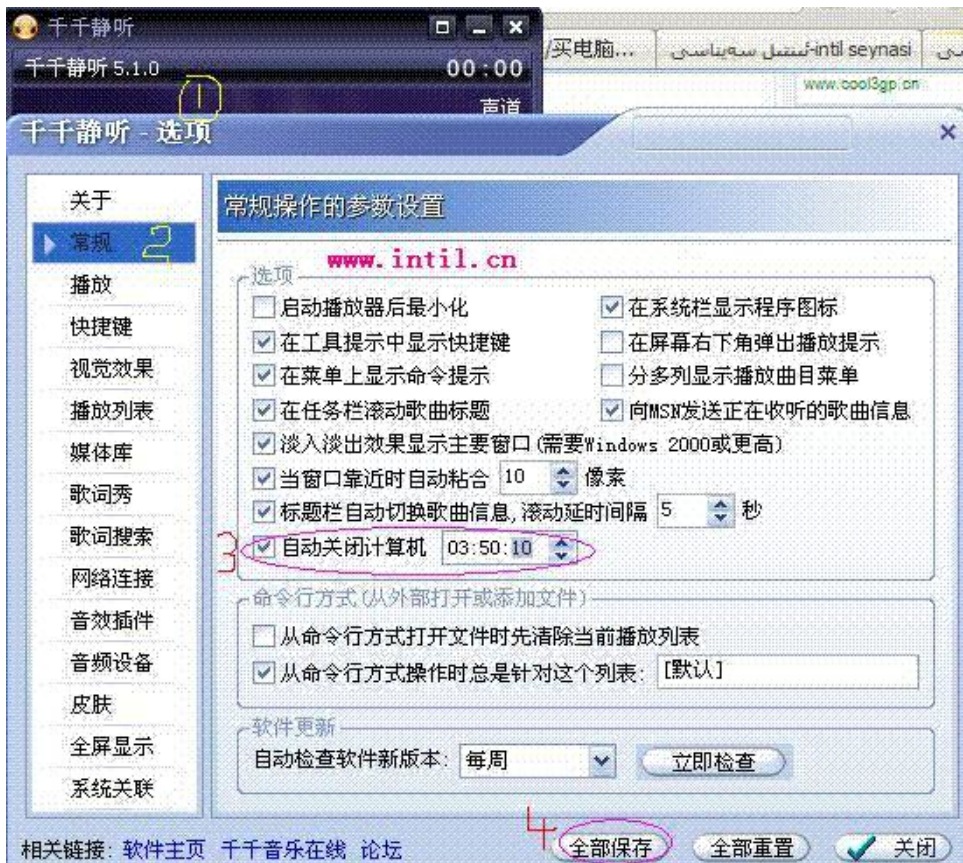 千千静听
千千静听 5.1.0 00:00
声道
/买电脑...
ئىنتىل سەيناسى-intil seynasi
www.cool3gp.cn
1
千千静听 - 选项
关于
常规 2
播放
快捷键
视觉效果
播放列表
媒体库
歌词秀
歌词搜索
网络连接
音效插件
音频设备
皮肤
全屏显示
系统关联
常规操作的参数设置
www.intil.cn
选项
启动播放器后最小化 在系统栏显示程序图标
在工具提示中显示快捷键 在屏幕右下角弹出播放提示
在菜单上显示命令提示 分多列显示播放曲目菜单
在任务栏滚动歌曲标题 向MSN发送正在收听的歌曲信息
淡入淡出效果显示主要窗口(需要Windows 2000或更高)
当窗口靠近时自动粘合 10 像素
标题栏自动切换歌曲信息,滚动延时间隔 5 秒
3 自动关闭计算机 03:50:10
命令行方式(从外部打开或添加文件)
从命令行方式打开文件时先清除当前播放列表
从命令行方式操作时总是针对这个列表: [默认]
软件更新
自动检查软件新版本: 每周 立即检查
相关链接: 软件主页 千千音乐在线 论坛
4 全部保存 全部重置 关闭